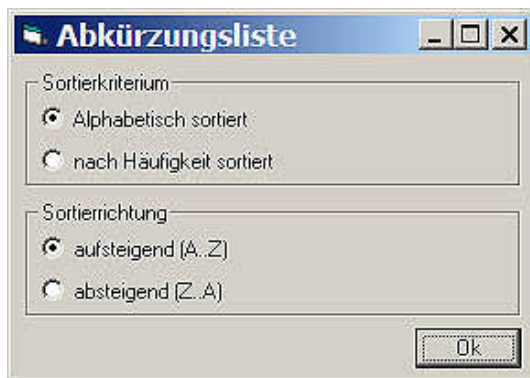 Abkürzungsliste
Sortierkriterium
Alphabetisch sortiert
nach Häufigkeit sortiert
Sortierrichtung
aufsteigend (A..Z)
absteigend (Z..A)
Ok